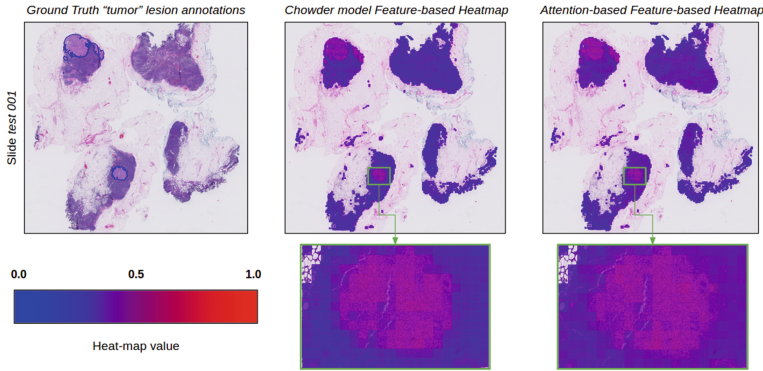 Ground Truth “tumor” lesion annotations
Chowder model Feature-based Heatmap
Attention-based Feature-based Heatmap
Slide test 001
0.0 0.5 1.0
Heat-map value